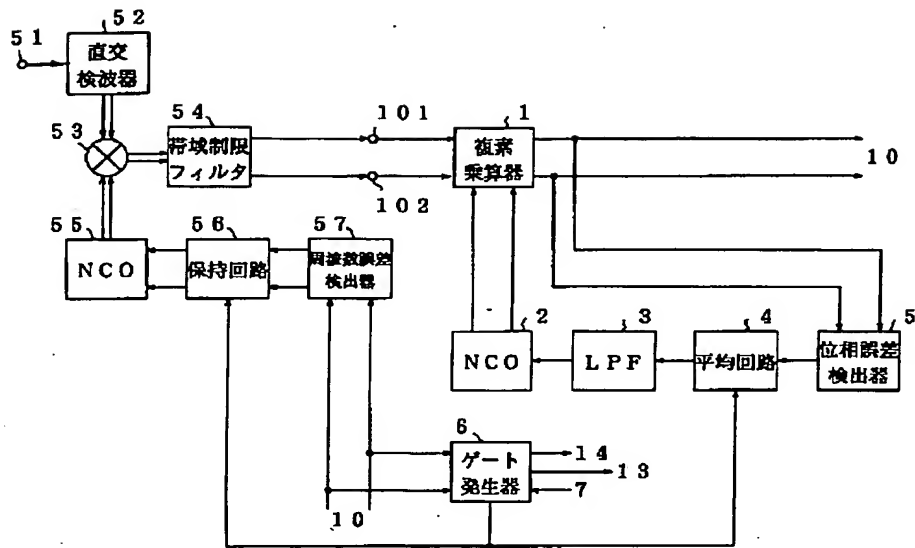 51
52
直交
検波器
53
54
帯域制限
フィルタ
101
102
1
複素
乗算器
10
55
NCO
56
保持回路
57
周波数誤差
検出器
2
NCO
3
LPF
4
平均回路
5
位相誤差
検出器
6
ゲート
発生器
14
13
7
10